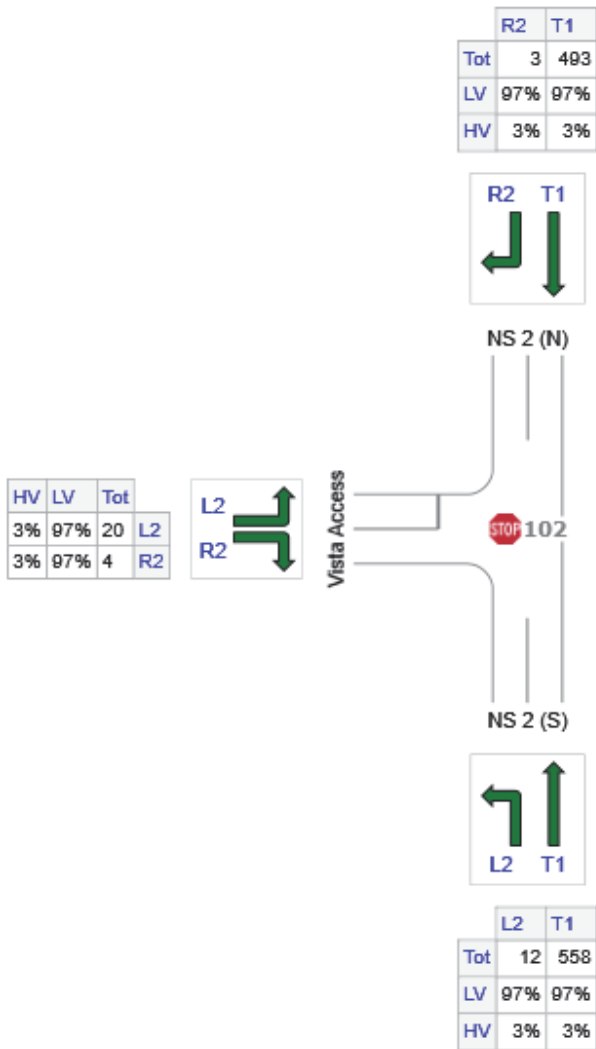 R2 T1
Tot 3 493
LV 97% 97%
HV 3% 3%
R2 T1
NS 2 (N)
HV LV Tot
3% 97% 20 L2
3% 97% 4 R2
L2
R2
Vista Access
STOP 102
NS 2 (S)
L2 T1
L2 T1
Tot 12 558
LV 97% 97%
HV 3% 3%